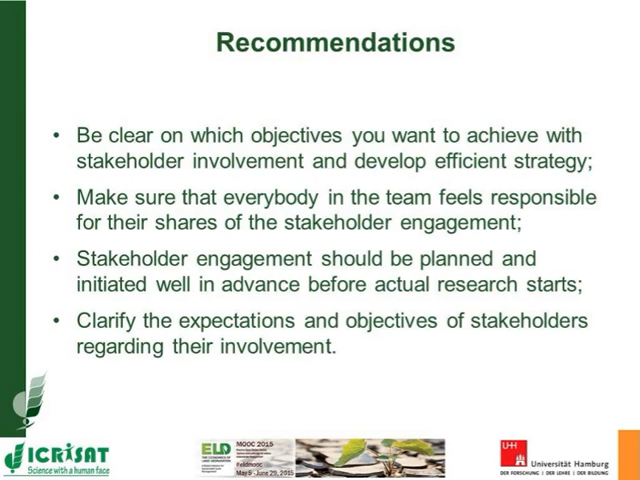 Recommendations
• Be clear on which objectives you want to achieve with
stakeholder involvement and develop efficient strategy;
• Make sure that everybody in the team feels responsible
for their shares of the stakeholder engagement;
• Stakeholder engagement should be planned and
initiated well in advance before actual research starts;
• Clarify the expectations and objectives of stakeholders
regarding their involvement.
ICRISAT
Science with a human face
ELD
MOOC 2015
Feldmooc
May 5 - June 29, 2015
UHH
Universität Hamburg
DER FORSCHUNG | DER LEHRE | DER BILDUNG